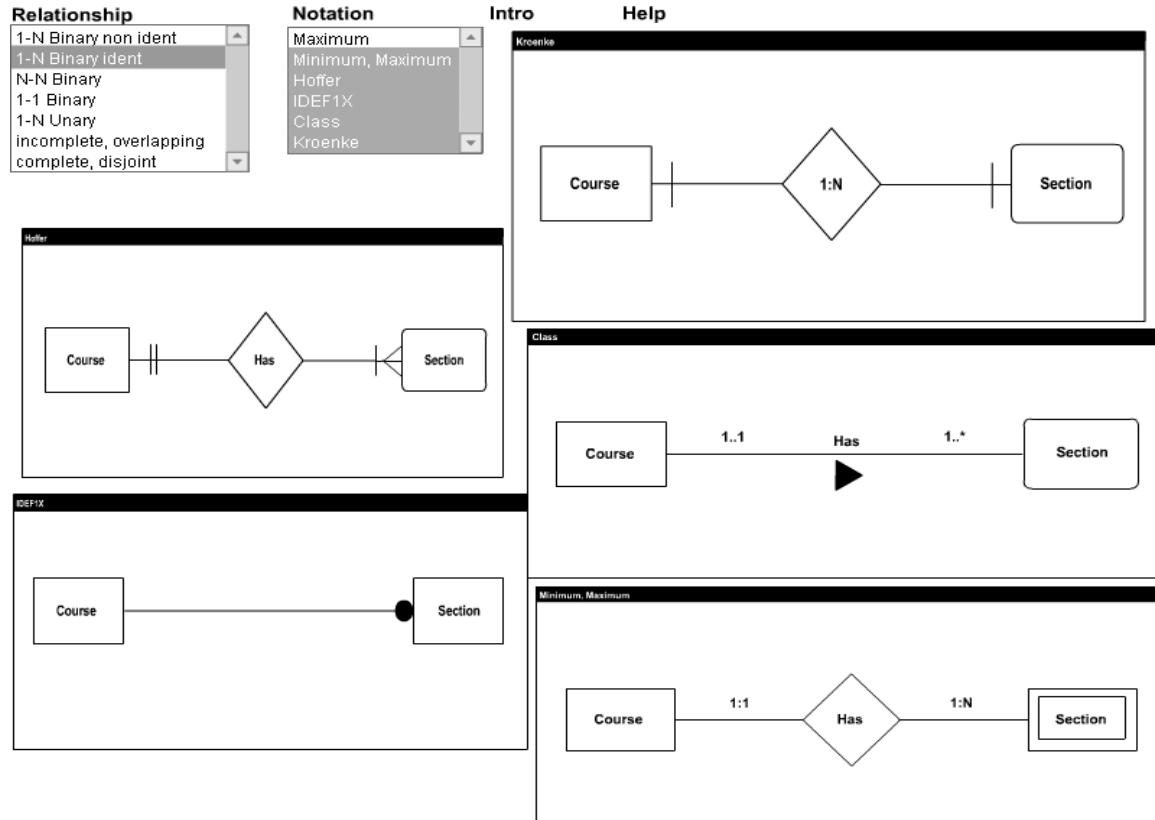 Relationship
Notation
Intro
Help
1-N Binary non ident
1-N Binary ident
N-N Binary
1-1 Binary
1-N Unary
incomplete, overlapping
complete, disjoint
Maximum
Minimum, Maximum
Hoffer
IDEF1X
Class
Kroenke
Kroenke
Course
1:N
Section
Hoffer
Course
Has
Section
Class
Course
1..1
Has
1..*
Section
IDEF1X
Course
Section
Minimum, Maximum
Course
1:1
Has
1:N
Section